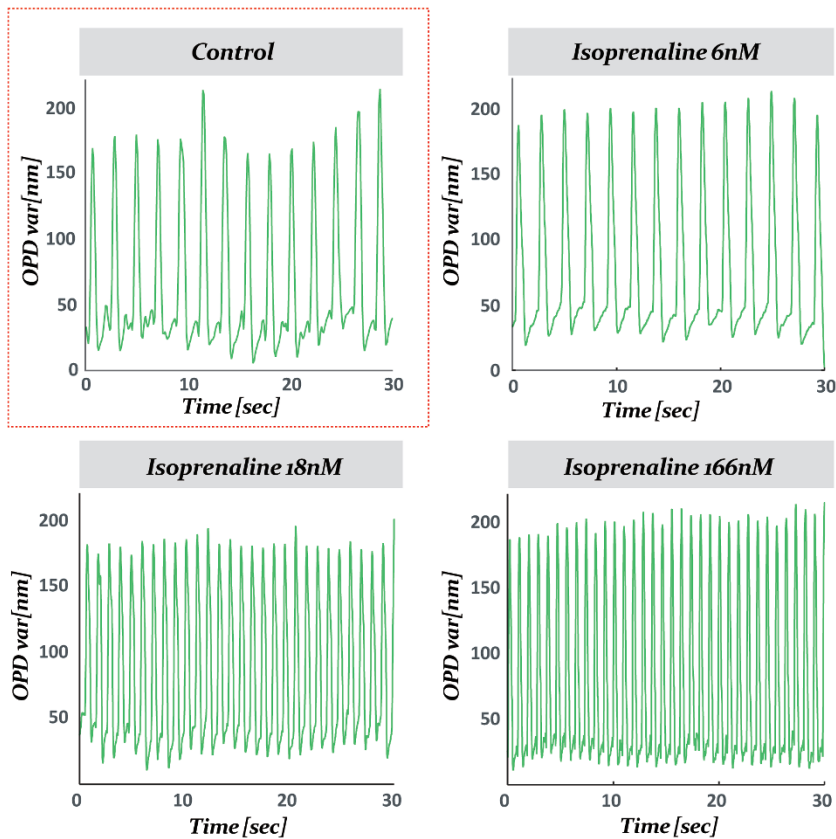 Control
200
150
100
50
0
OPD var[nm]
0 10 20 30
Time [sec]
Isoprenaline 6nM
200
150
100
50
0
OPD var[nm]
0 10 20 30
Time [sec]
Isoprenaline 18nM
200
150
100
50
OPD var[nm]
0 10 20 30
Time [sec]
Isoprenaline 166nM
200
150
100
50
OPD var[nm]
0 10 20 30
Time [sec]